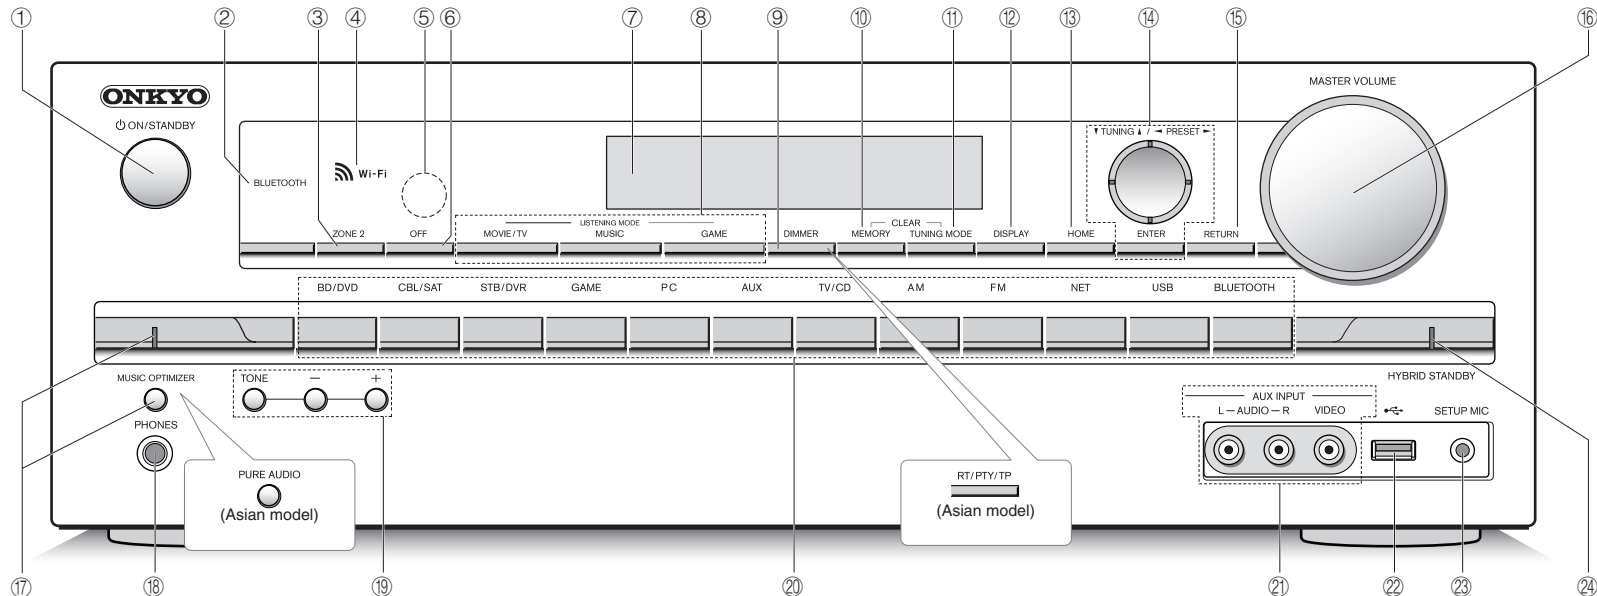 ① ② ③ ④ ⑤ ⑥ ⑦ ⑧ ⑨ ⑩ ⑪ ⑫ ⑬ ⑭ ⑮ ⑯
ONKYO
⏻ ON/STANDBY
MASTER VOLUME
BLUETOOTH
Wi-Fi
▼ TUNING ▲ / ◄ PRESET ►
LISTENING MODE
CLEAR
ZONE 2 OFF MOVIE/TV MUSIC GAME DIMMER MEMORY TUNING MODE DISPLAY HOME ENTER RETURN
BD/DVD CBL/SAT STB/DVR GAME PC AUX TV/CD AM FM NET USB BLUETOOTH
MUSIC OPTIMIZER
TONE − +
PHONES
PURE AUDIO
(Asian model)
RT/PTY/TP
(Asian model)
HYBRID STANDBY
AUX INPUT
L – AUDIO – R VIDEO
SETUP MIC
⑰ ⑱ ⑲ ⑳ ㉑ ㉒ ㉓ ㉔